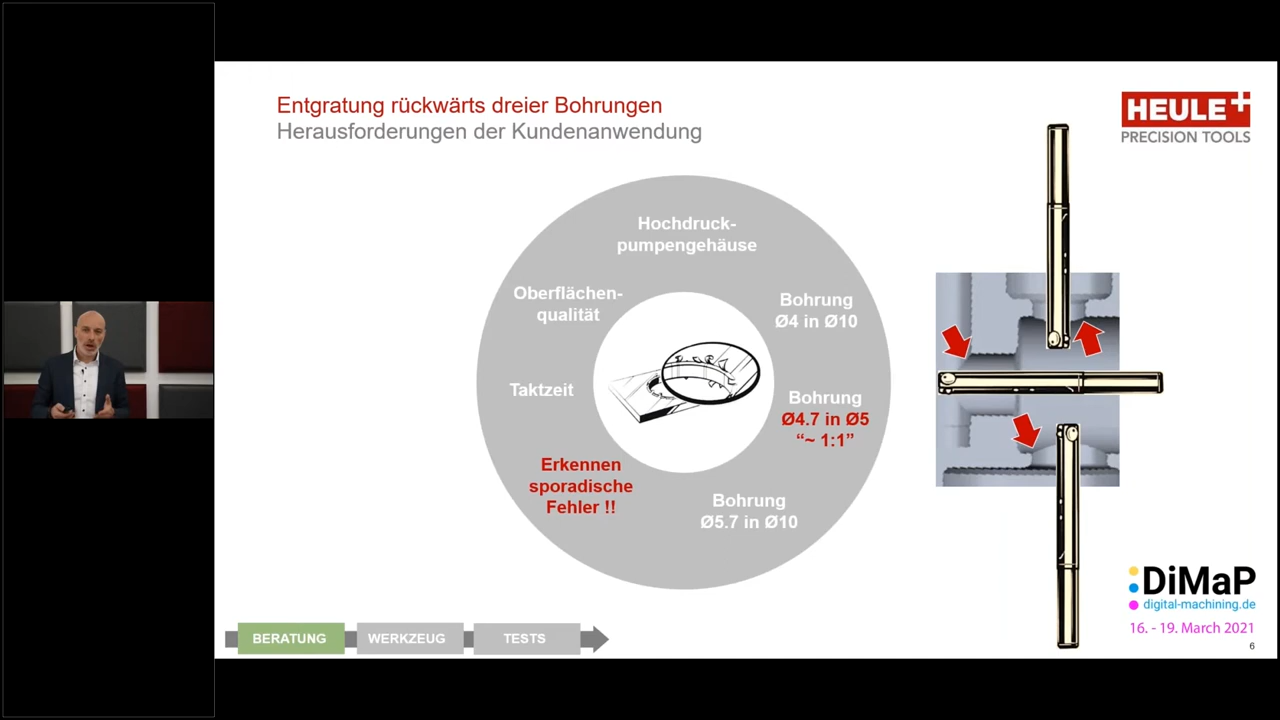 Entgratung rückwärts dreier Bohrungen
Herausforderungen der Kundenanwendung
HEULE+
PRECISION TOOLS
Hochdruck-
pumpengehäuse
Bohrung
Ø4 in Ø10
Bohrung
Ø4.7 in Ø5
“~ 1:1”
Bohrung
Ø5.7 in Ø10
Erkennen
sporadische
Fehler !!
Taktzeit
Oberflächen-
qualität
DiMaP
digital-machining.de
16. - 19. March 2021
6
BERATUNG
WERKZEUG
TESTS